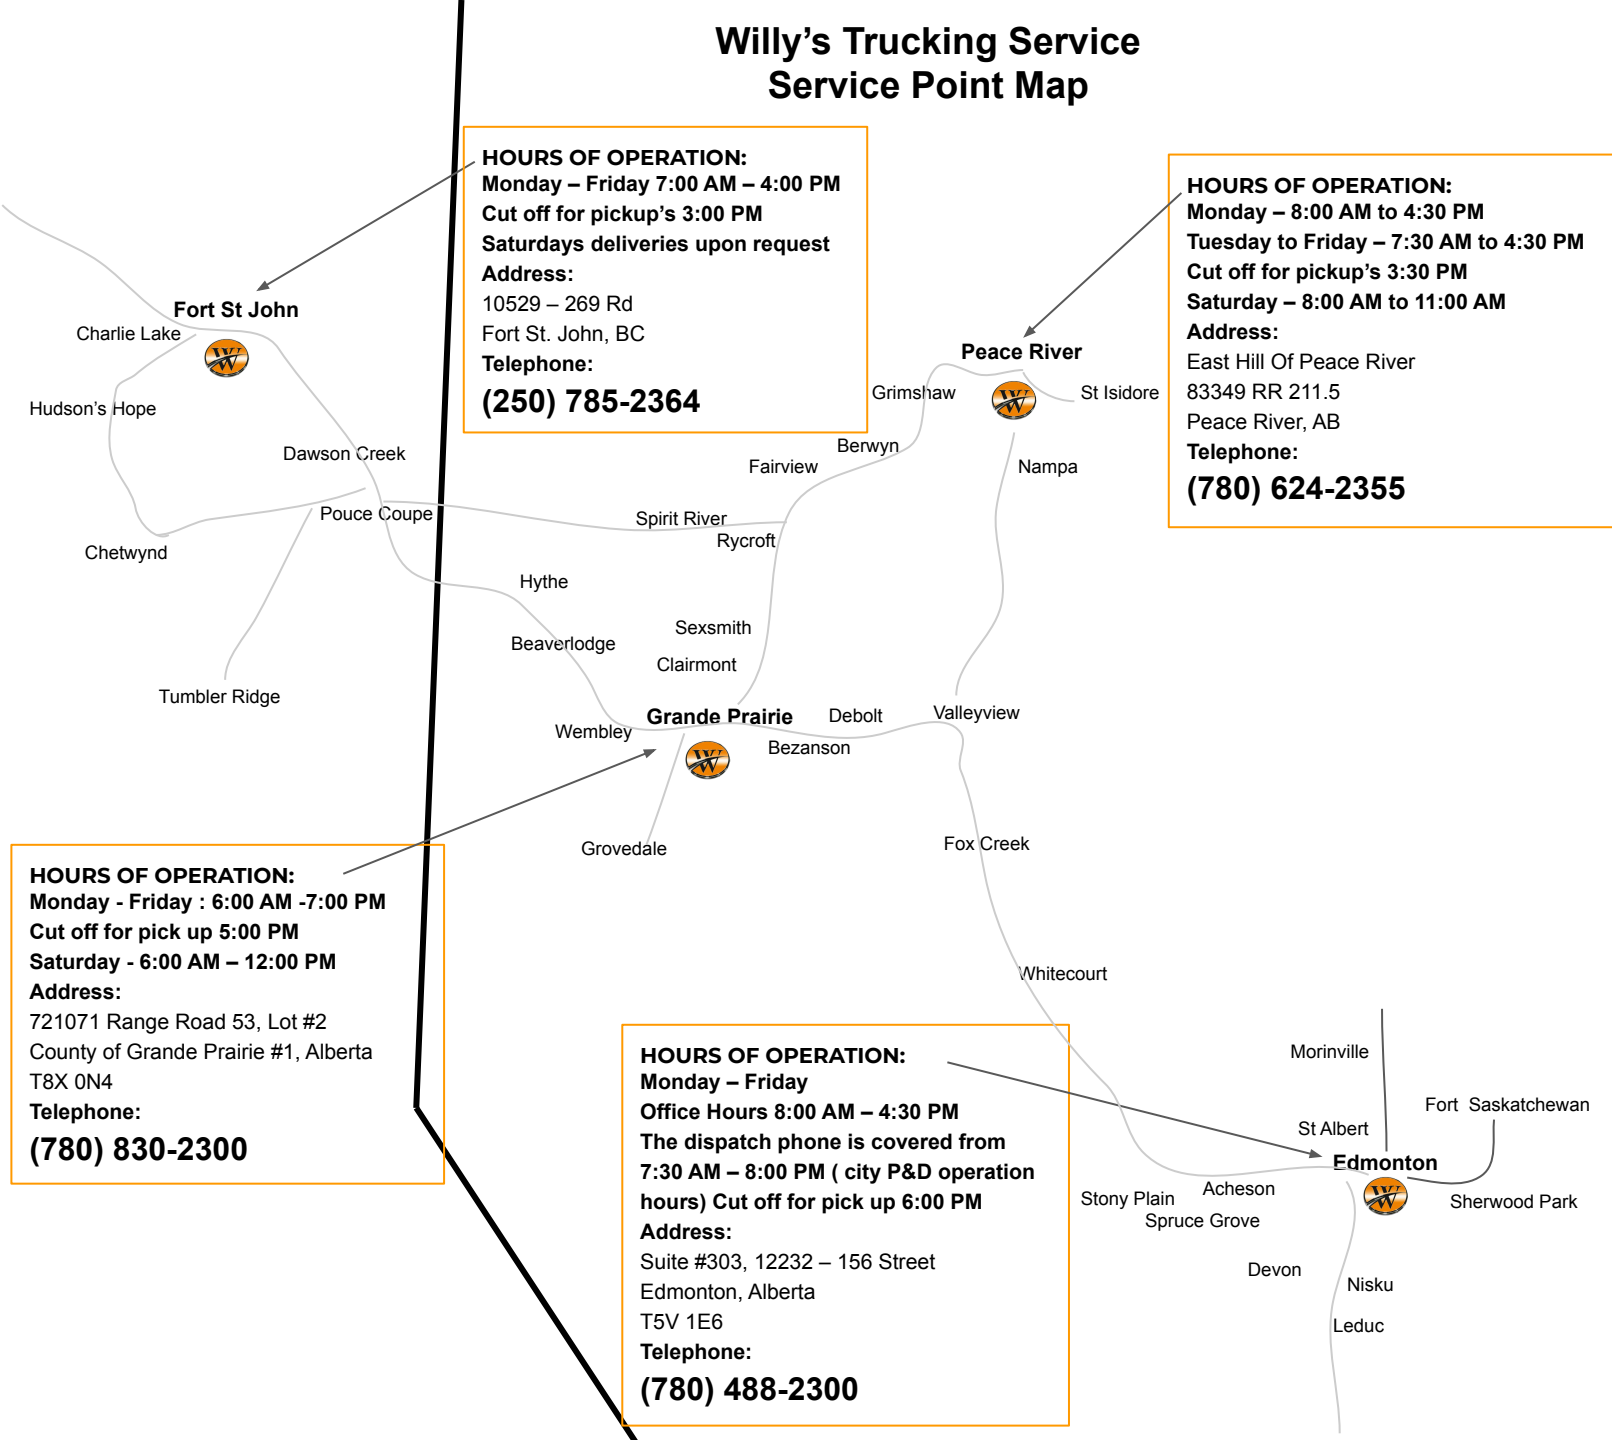 Willy's Trucking Service
Service Point Map
HOURS OF OPERATION:
Monday – Friday 7:00 AM – 4:00 PM
Cut off for pickup's 3:00 PM
Saturdays deliveries upon request
Address:
10529 – 269 Rd
Fort St. John, BC
Telephone:
(250) 785-2364
HOURS OF OPERATION:
Monday – 8:00 AM to 4:30 PM
Tuesday to Friday – 7:30 AM to 4:30 PM
Cut off for pickup's 3:30 PM
Saturday – 8:00 AM to 11:00 AM
Address:
East Hill Of Peace River
83349 RR 211.5
Peace River, AB
Telephone:
(780) 624-2355
Fort St John
Charlie Lake
W
Hudson's Hope
Dawson Creek
Pouce Coupe
Chetwynd
Tumbler Ridge
Peace River
Grimshaw
W
St Isidore
Berwyn
Fairview
Nampa
Spirit River
Rycroft
Hythe
Beaverlodge
Sexsmith
Clairmont
Grande Prairie
Wembley
W
Debolt
Bezanson
Valleyview
Grovedale
Fox Creek
Whitecourt
HOURS OF OPERATION:
Monday - Friday : 6:00 AM -7:00 PM
Cut off for pick up 5:00 PM
Saturday - 6:00 AM – 12:00 PM
Address:
721071 Range Road 53, Lot #2
County of Grande Prairie #1, Alberta
T8X 0N4
Telephone:
(780) 830-2300
HOURS OF OPERATION:
Monday – Friday
Office Hours 8:00 AM – 4:30 PM
The dispatch phone is covered from
7:30 AM – 8:00 PM ( city P&D operation
hours) Cut off for pick up 6:00 PM
Address:
Suite #303, 12232 – 156 Street
Edmonton, Alberta
T5V 1E6
Telephone:
(780) 488-2300
Morinville
Fort Saskatchewan
St Albert
Edmonton
W
Acheson
Stony Plain
Spruce Grove
Sherwood Park
Devon
Nisku
Leduc